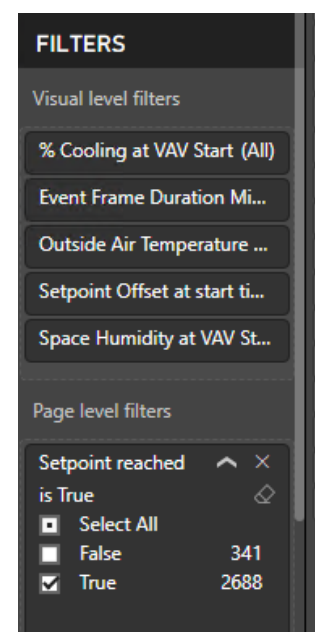 FILTERS
Visual level filters
% Cooling at VAV Start (All)
Event Frame Duration Mi...
Outside Air Temperature ...
Setpoint Offset at start ti...
Space Humidity at VAV St...
Page level filters
Setpoint reached
is True
Select All
False 341
True 2688